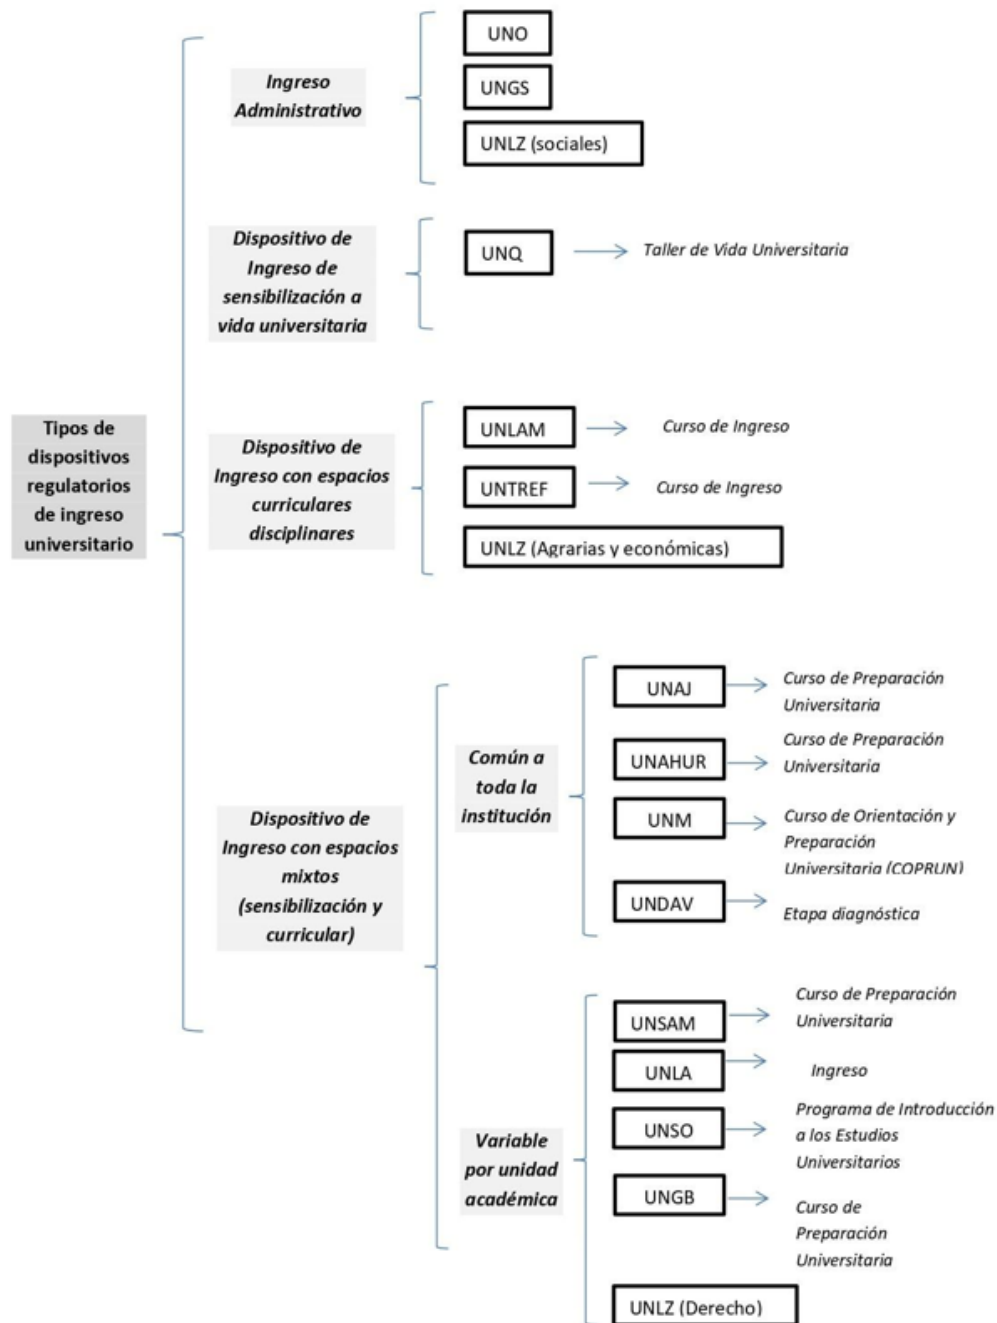 Tipos de
dispositivos
regulatorios
de ingreso
universitario
Ingreso
Administrativo
UNO
UNGS
UNLZ (sociales)
Dispositivo de
Ingreso de
sensibilización a
vida universitaria
UNQ
Taller de Vida Universitaria
Dispositivo de
Ingreso con espacios
curriculares
disciplinares
UNLAM
Curso de Ingreso
UNTREF
Curso de Ingreso
UNLZ (Agrarias y económicas)
Dispositivo de
Ingreso con espacios
mixtos
(sensibilización y
curricular)
Común a
toda la
institución
UNAJ
Curso de Preparación
Universitaria
UNAHUR
Curso de Preparación
Universitaria
UNM
Curso de Orientación y
Preparación
Universitaria (COPRUN)
UNDAV
Etapa diagnóstica
Variable
por unidad
académica
UNSAM
Curso de Preparación
Universitaria
UNLA
Ingreso
UNSO
Programa de Introducción
a los Estudios
Universitarios
UNGB
Curso de
Preparación
Universitaria
UNLZ (Derecho)